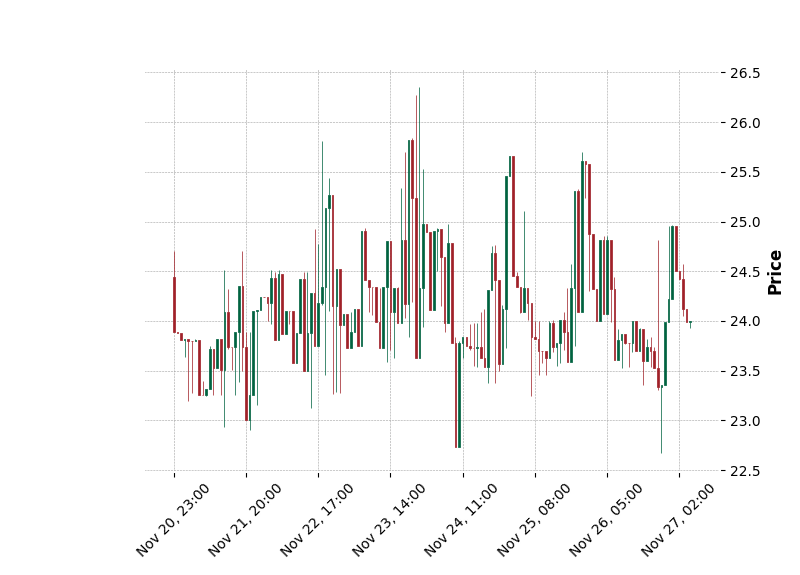 26.5
26.0
25.5
25.0
24.5
24.0
23.5
23.0
22.5
Price
Nov 20, 23:00
Nov 21, 20:00
Nov 22, 17:00
Nov 23, 14:00
Nov 24, 11:00
Nov 25, 08:00
Nov 26, 05:00
Nov 27, 02:00